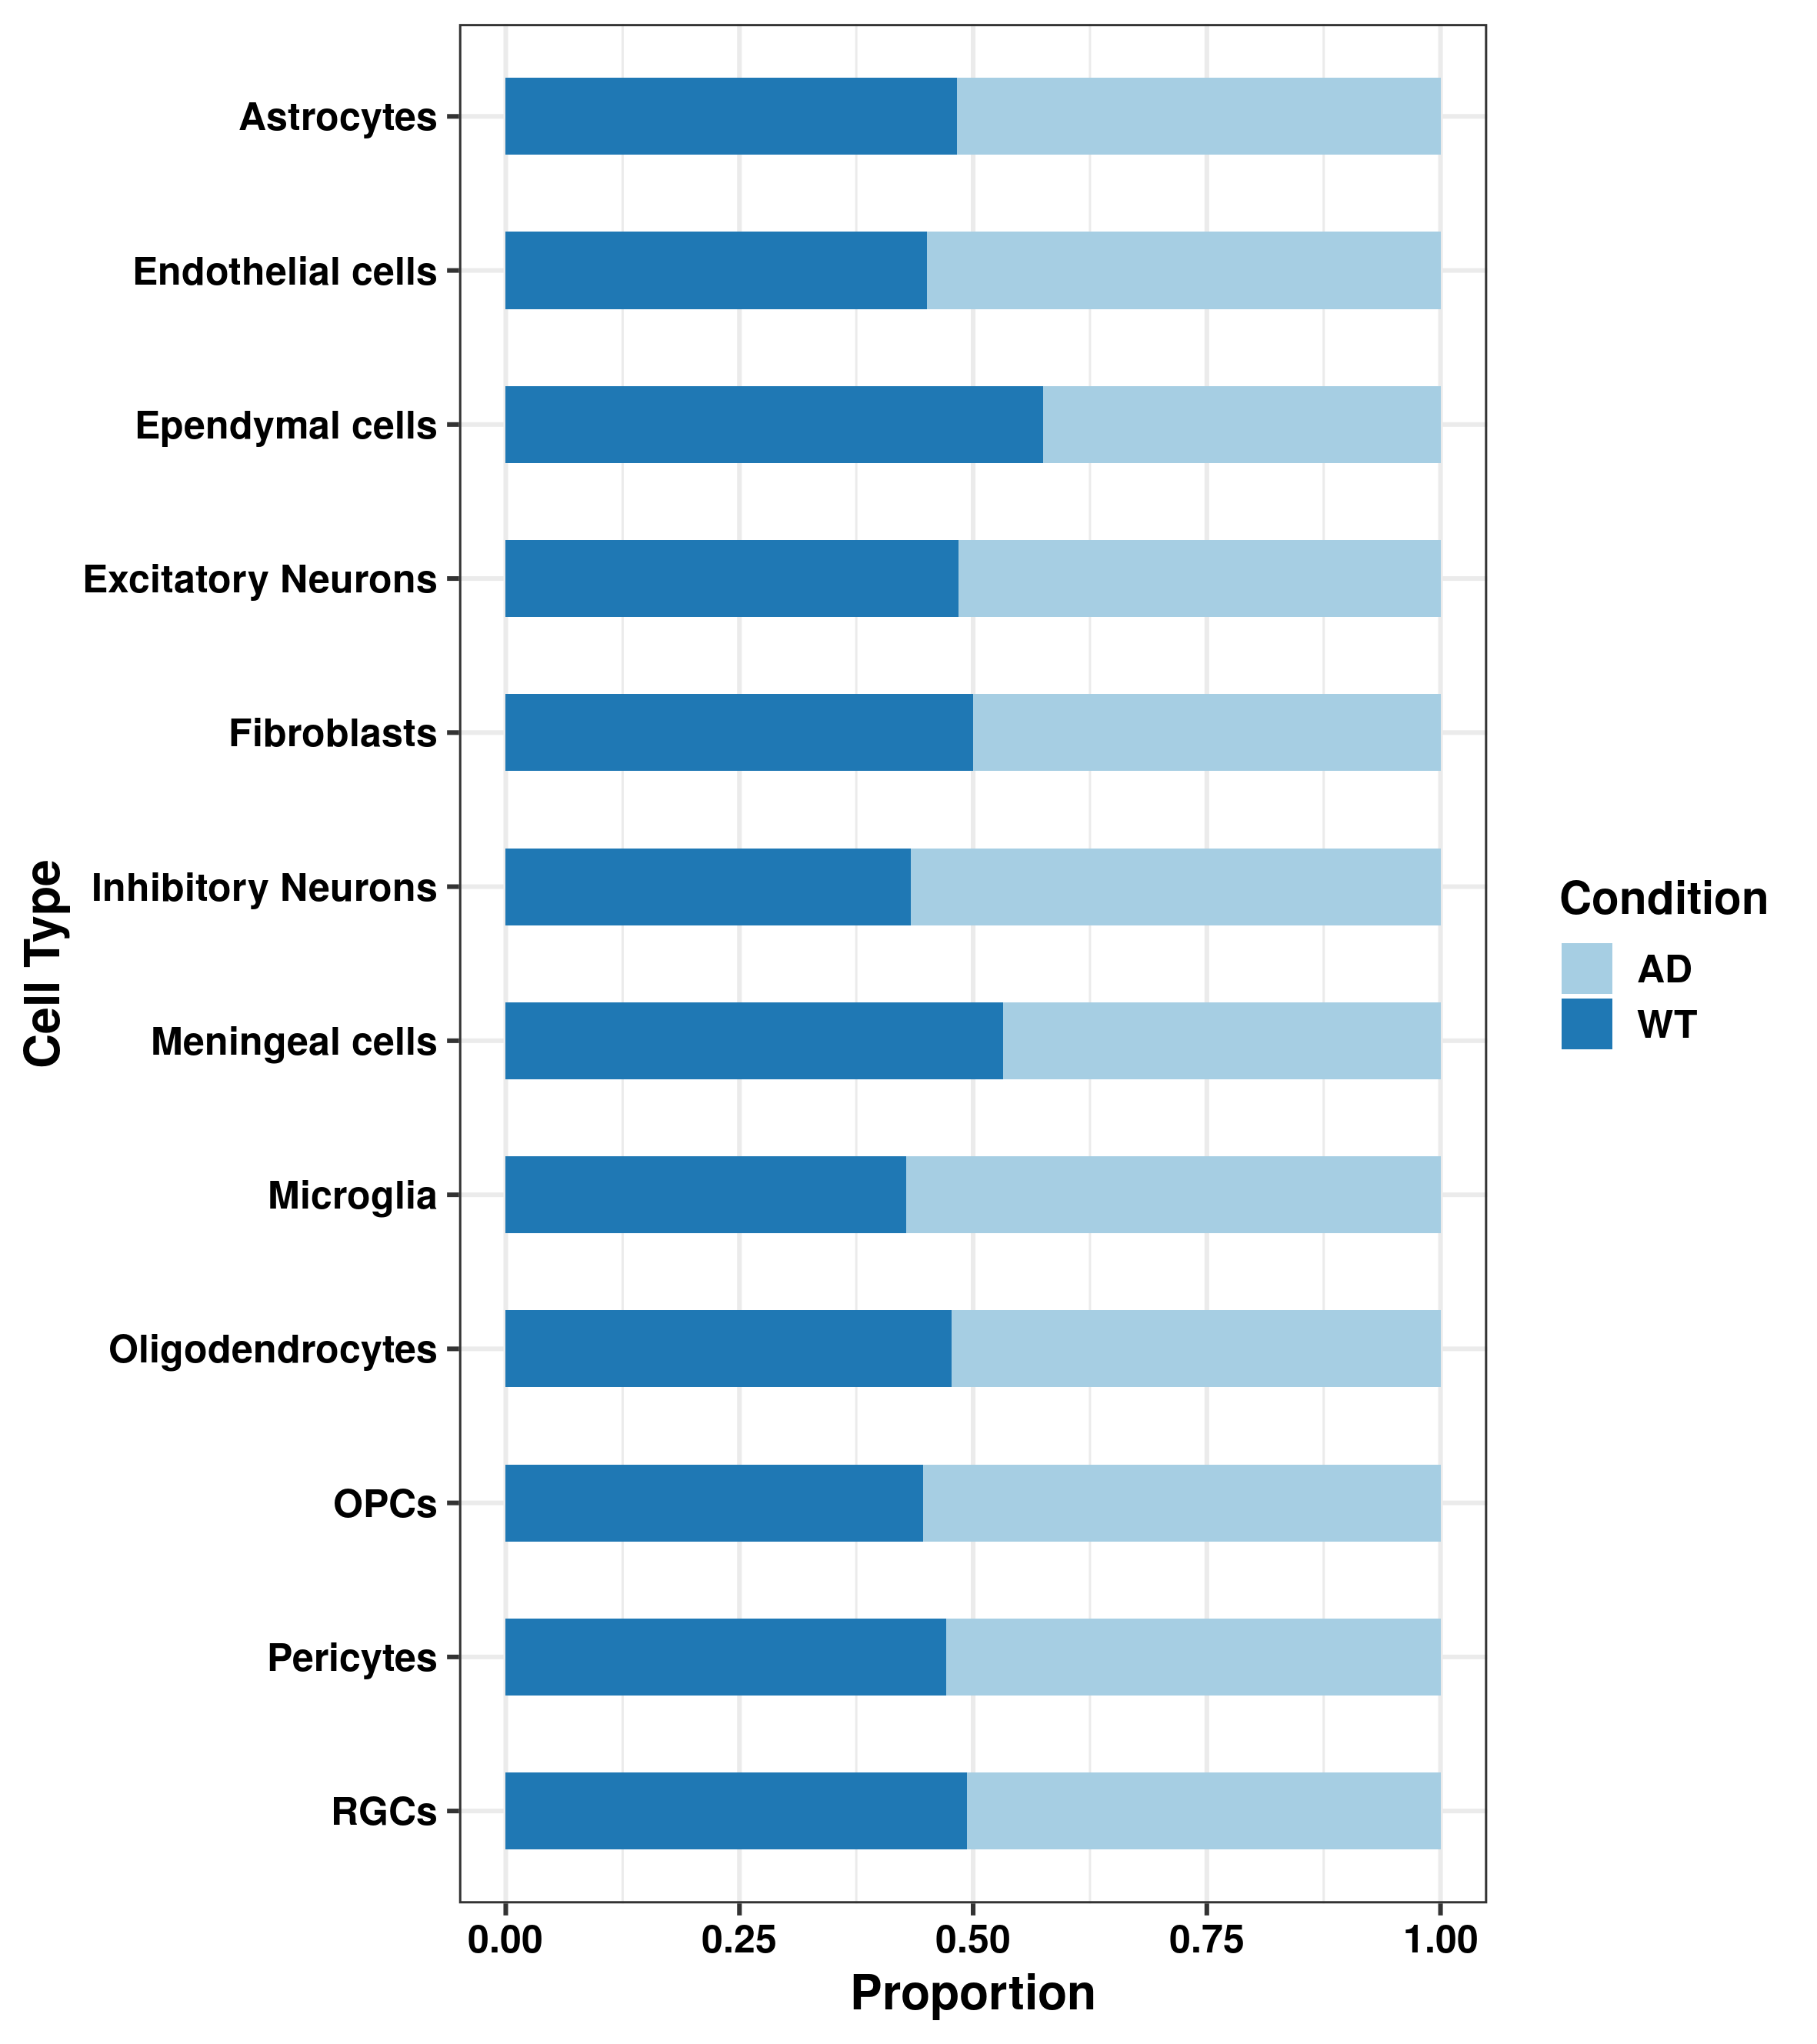 Astrocytes
Endothelial cells
Ependymal cells
Excitatory Neurons
Fibroblasts
Inhibitory Neurons
Meningeal cells
Microglia
Oligodendrocytes
OPCs
Pericytes
RGCs
Cell Type
0.00 0.25 0.50 0.75 1.00
Proportion
Condition
AD
WT